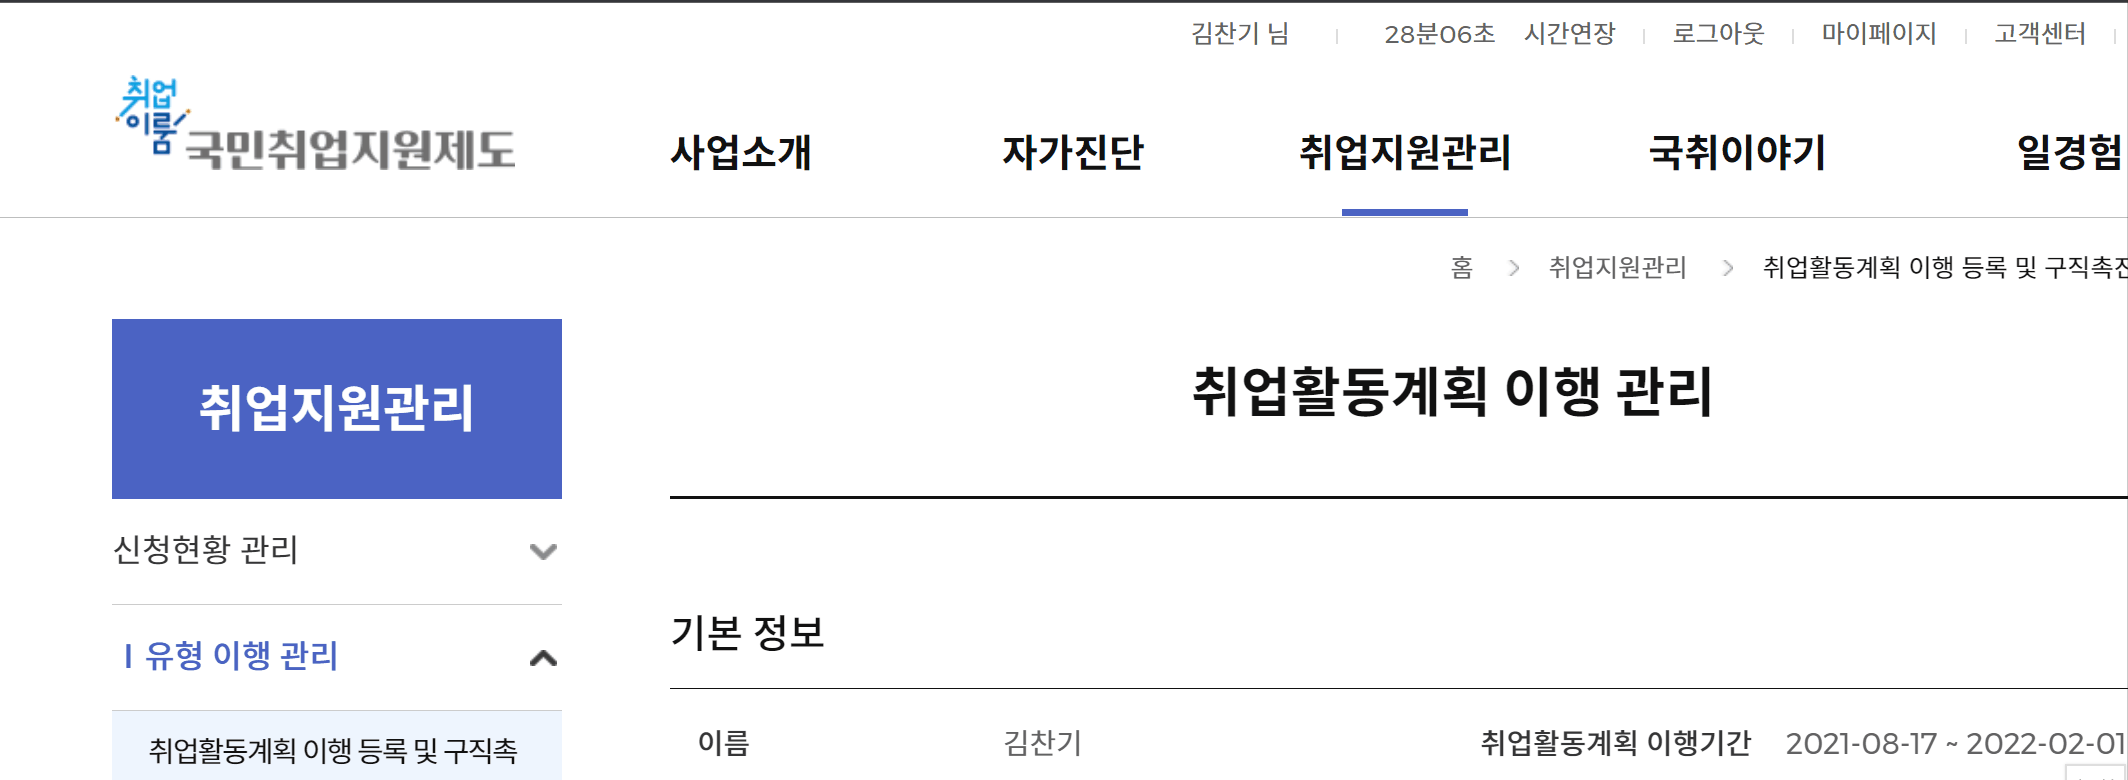 김찬기 님 28분06초 시간연장 로그아웃 마이페이지 고객센터
취업이룸 국민취업지원제도
사업소개 자가진단 취업지원관리 국취이야기 일경험
홈 > 취업지원관리 > 취업활동계획 이행 등록 및 구직촉진
취업지원관리
신청현황 관리
Ⅰ유형 이행 관리
취업활동계획 이행 등록 및 구직촉
취업활동계획 이행 관리
기본 정보
이름 김찬기 취업활동계획 이행기간 2021-08-17 ~ 2022-02-01